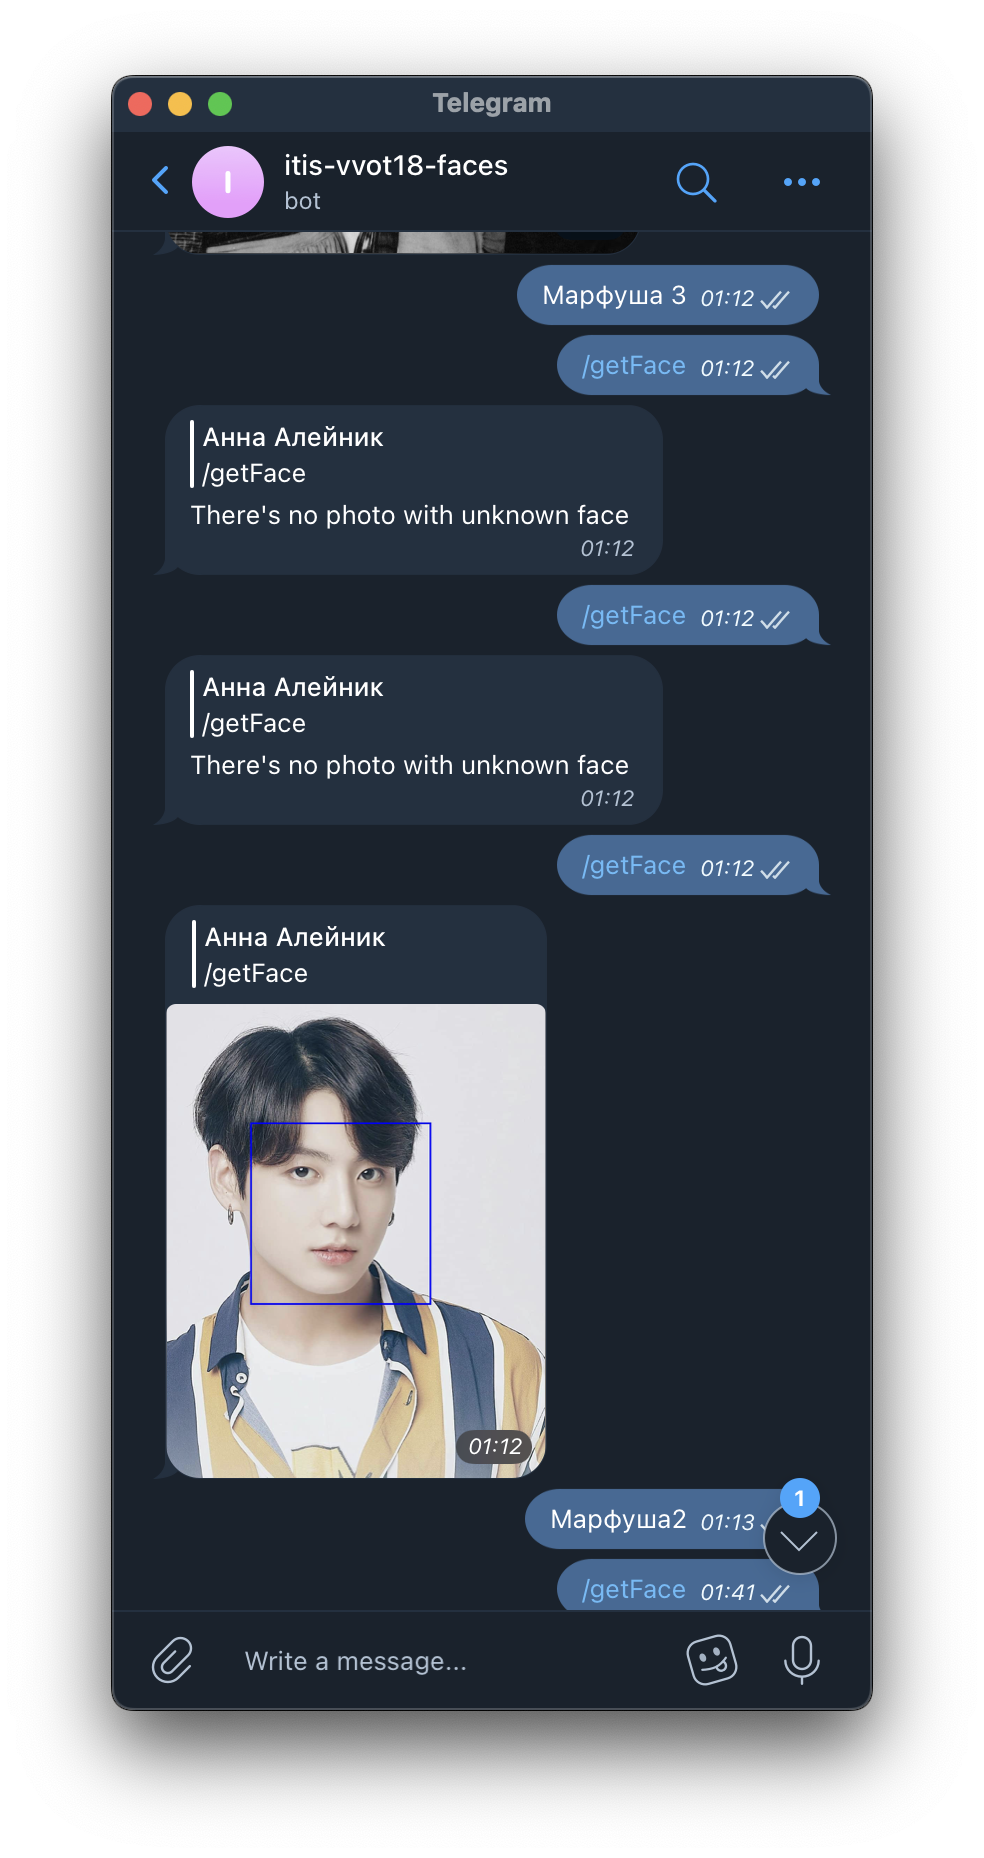 Telegram
I
itis-vvot18-faces
bot
Марфуша 3 01:12
/getFace 01:12
Анна Алейник
/getFace
There's no photo with unknown face
01:12
/getFace 01:12
Анна Алейник
/getFace
There's no photo with unknown face
01:12
/getFace 01:12
Анна Алейник
/getFace
01:12
1
Марфуша2 01:13
/getFace 01:41
Write a message...